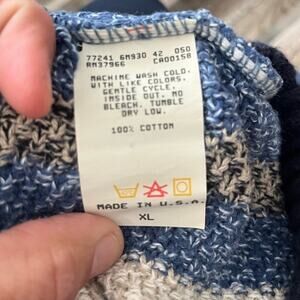 77241 6M930 42 050
RN37966 CA00158
MACHINE WASH COLD.
WITH LIKE COLORS.
GENTLE CYCLE.
INSIDE OUT. NO
BLEACH. TUMBLE
DRY LOW.
100% COTTON
MADE IN U.S.A.
XL